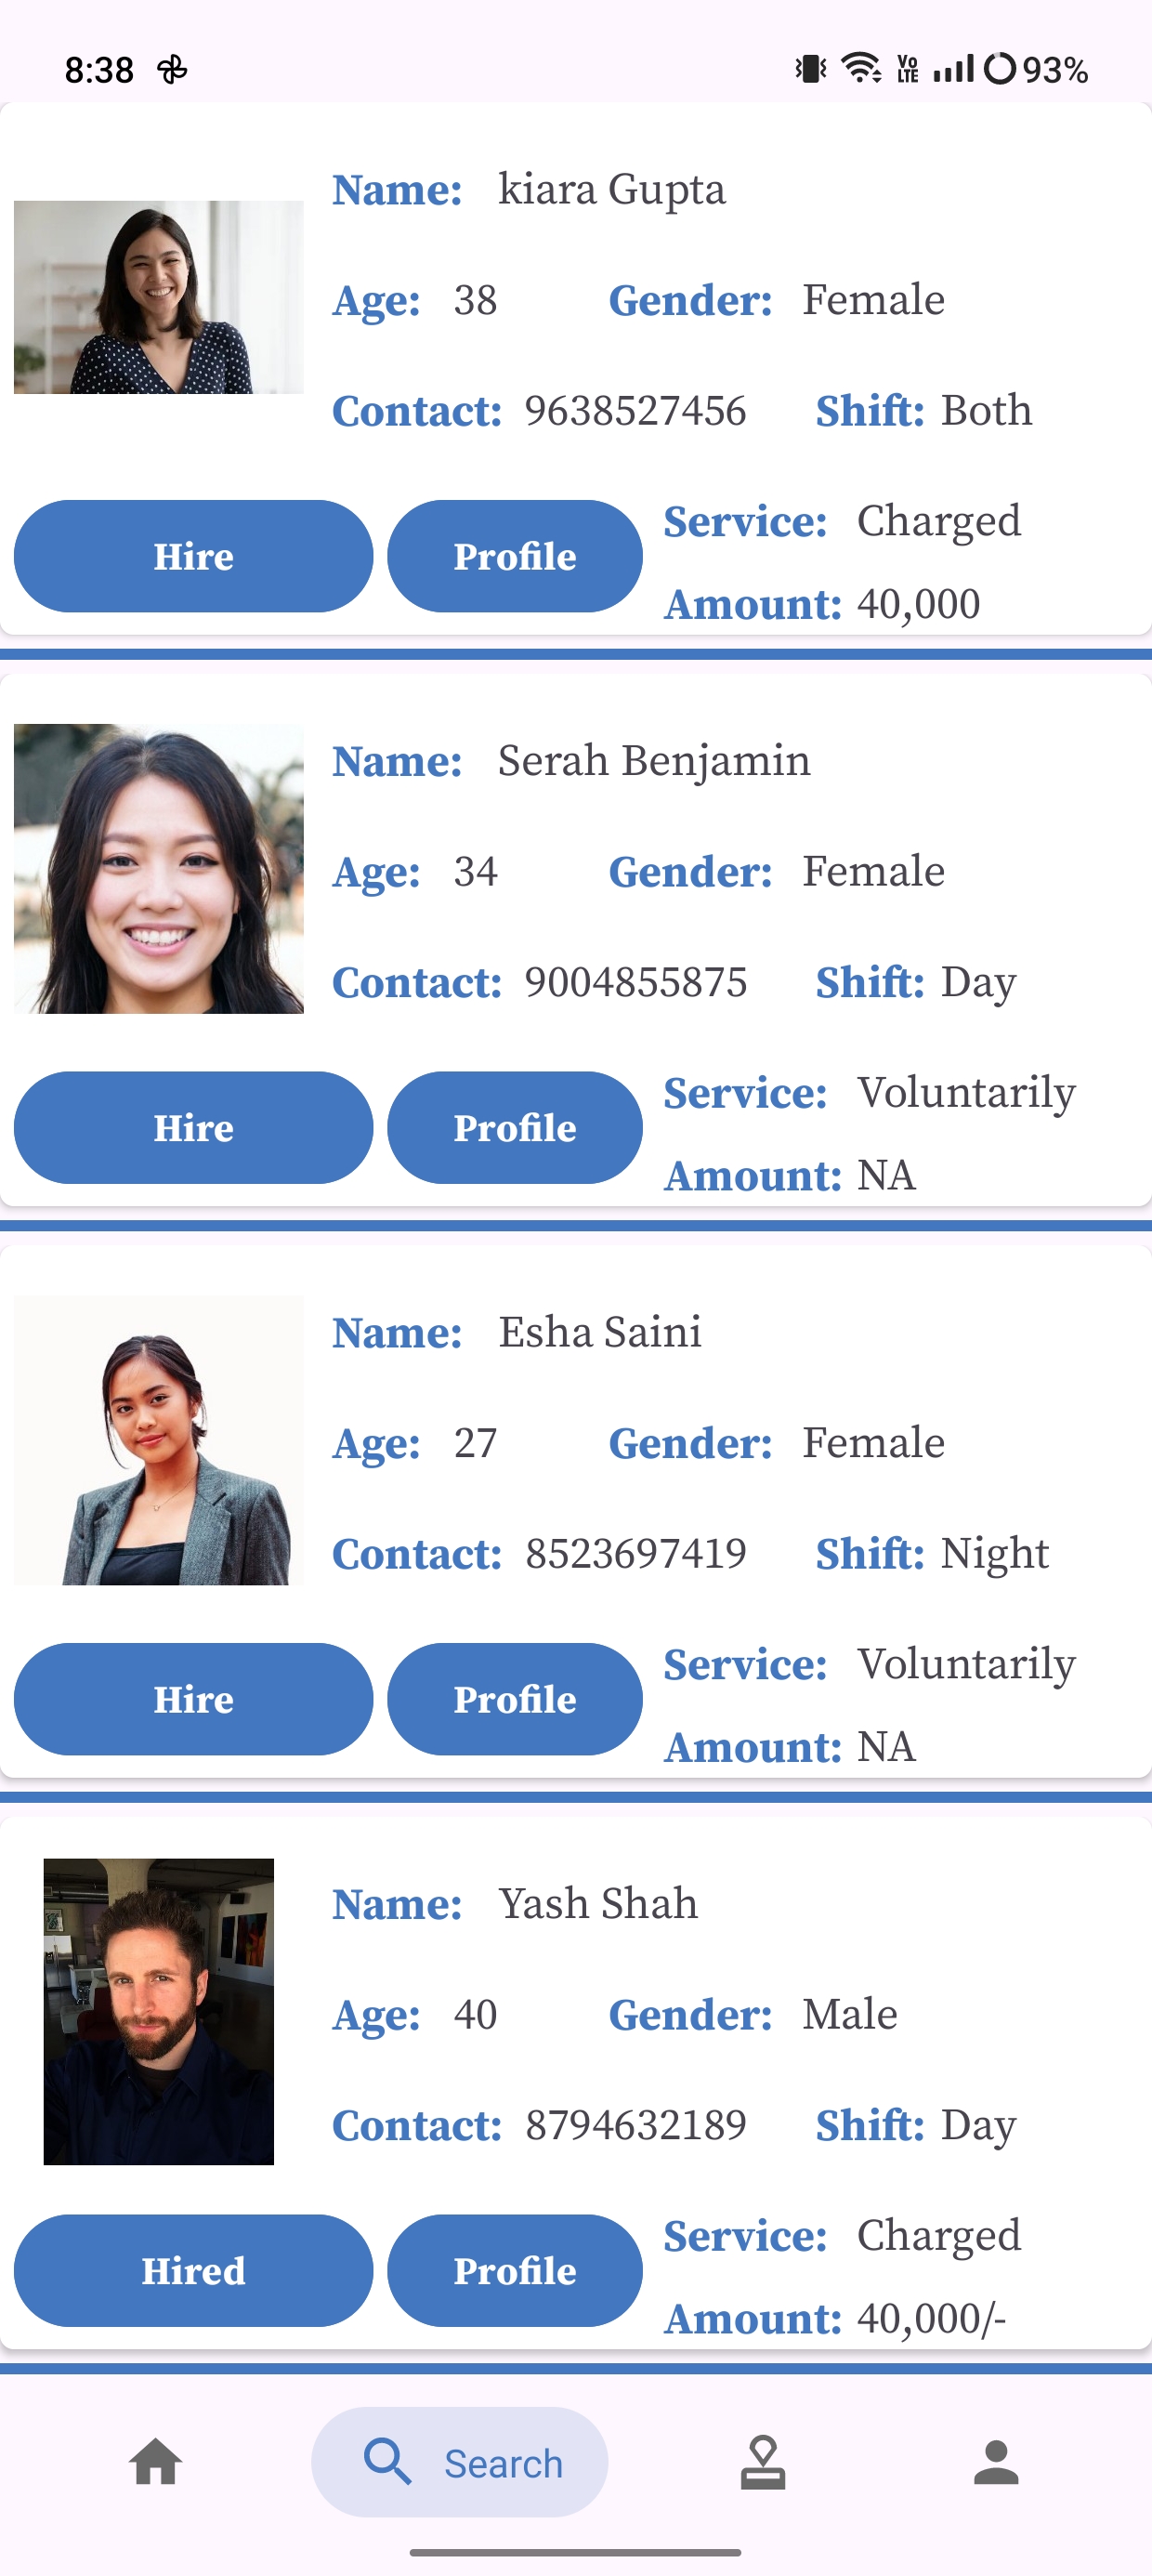 8:38 Vo LTE 93%
Name: kiara Gupta
Age: 38 Gender: Female
Contact: 9638527456 Shift: Both
Hire Profile Service: Charged
Amount: 40,000
Name: Serah Benjamin
Age: 34 Gender: Female
Contact: 9004855875 Shift: Day
Hire Profile Service: Voluntarily
Amount: NA
Name: Esha Saini
Age: 27 Gender: Female
Contact: 8523697419 Shift: Night
Hire Profile Service: Voluntarily
Amount: NA
Name: Yash Shah
Age: 40 Gender: Male
Contact: 8794632189 Shift: Day
Hired Profile Service: Charged
Amount: 40,000/-
Search